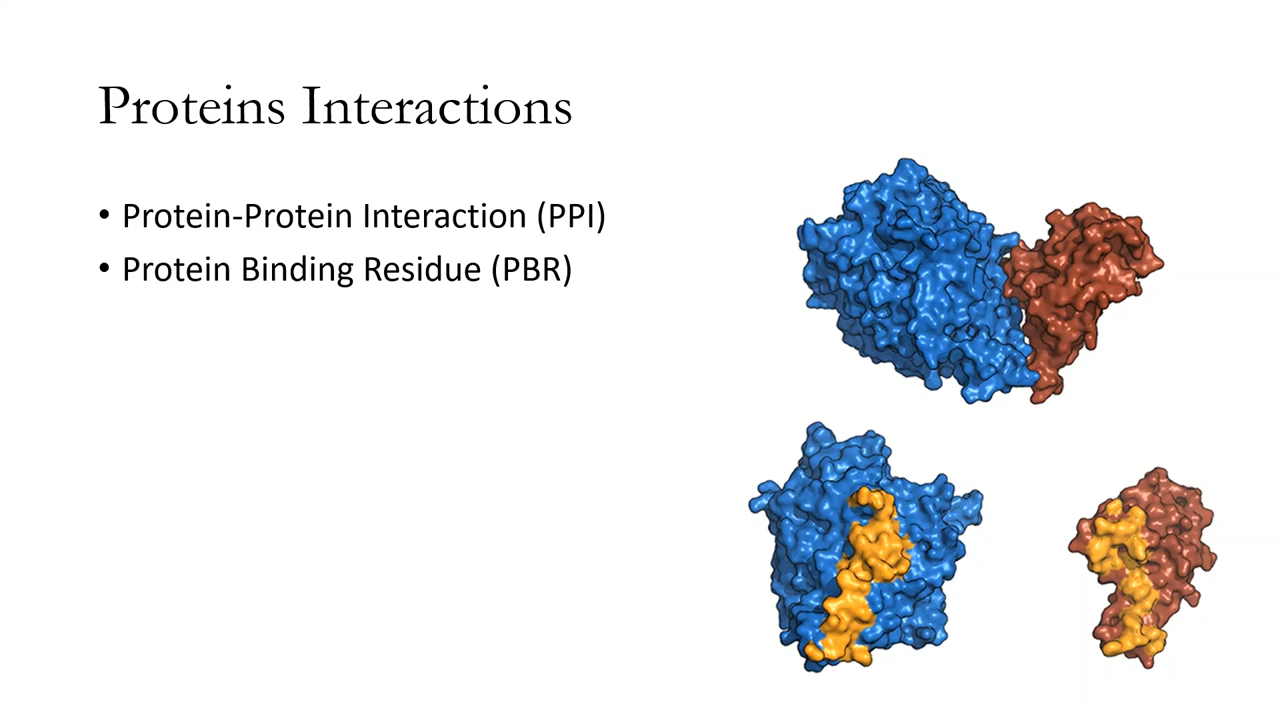 Proteins Interactions
• Protein-Protein Interaction (PPI)
• Protein Binding Residue (PBR)